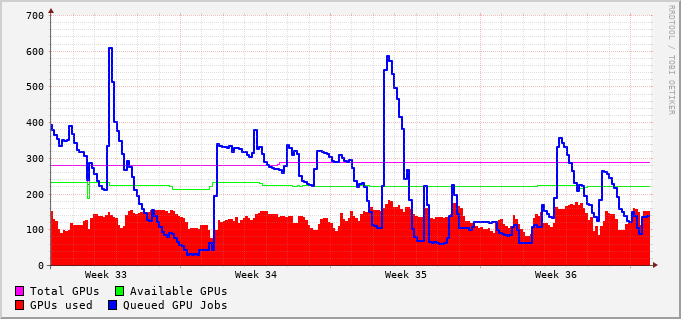 700
600
500
400
300
200
100
0
Week 33 Week 34 Week 35 Week 36
Total GPUs Available GPUs
GPUs used Queued GPU Jobs
RRDTOOL / TOBI OETIKER